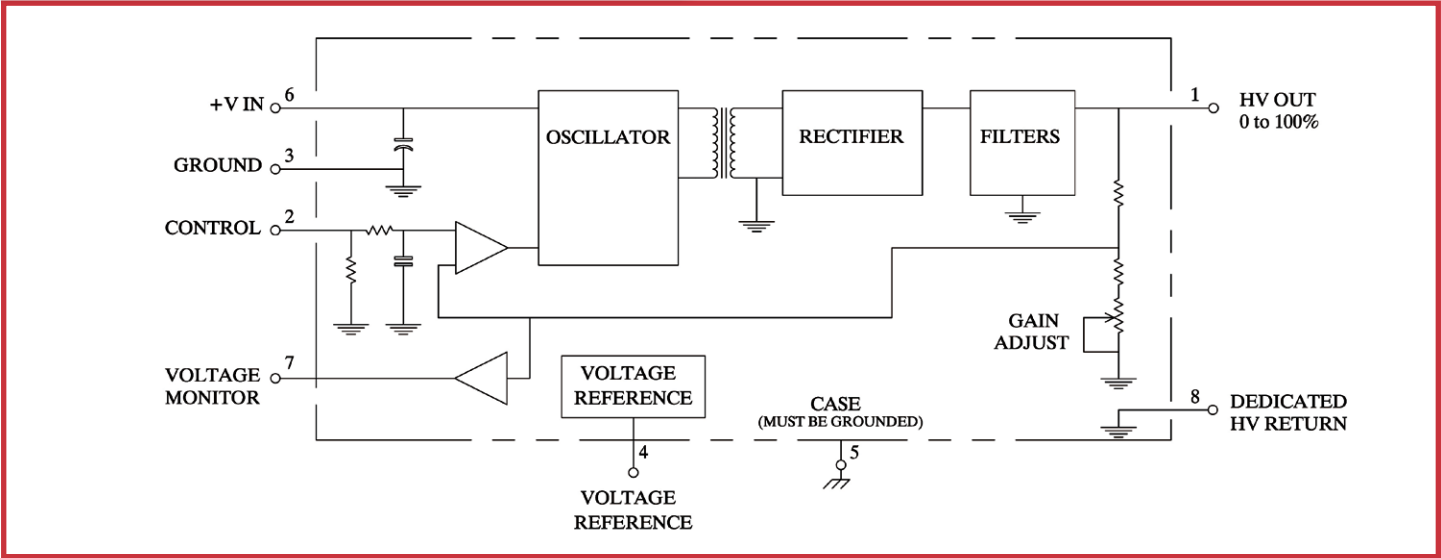 +V IN 6
OSCILLATOR
RECTIFIER
FILTERS
1 HV OUT
0 to 100%
GROUND 3
CONTROL 2
GAIN
ADJUST
VOLTAGE
MONITOR
7
VOLTAGE
REFERENCE
CASE
(MUST BE GROUNDED)
8 DEDICATED
HV RETURN
4
5
VOLTAGE
REFERENCE